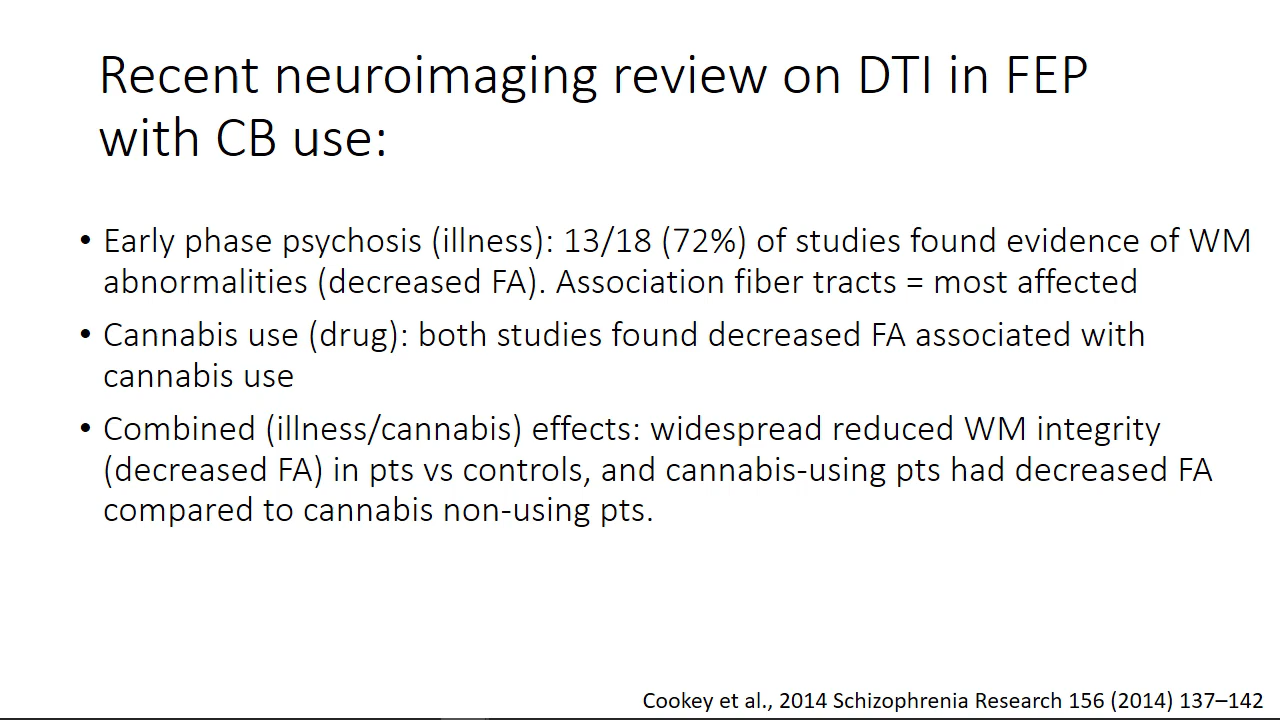 Recent neuroimaging review on DTI in FEP
with CB use:
• Early phase psychosis (illness): 13/18 (72%) of studies found evidence of WM
abnormalities (decreased FA). Association fiber tracts = most affected
• Cannabis use (drug): both studies found decreased FA associated with
cannabis use
• Combined (illness/cannabis) effects: widespread reduced WM integrity
(decreased FA) in pts vs controls, and cannabis-using pts had decreased FA
compared to cannabis non-using pts.
Cookey et al., 2014 Schizophrenia Research 156 (2014) 137–142